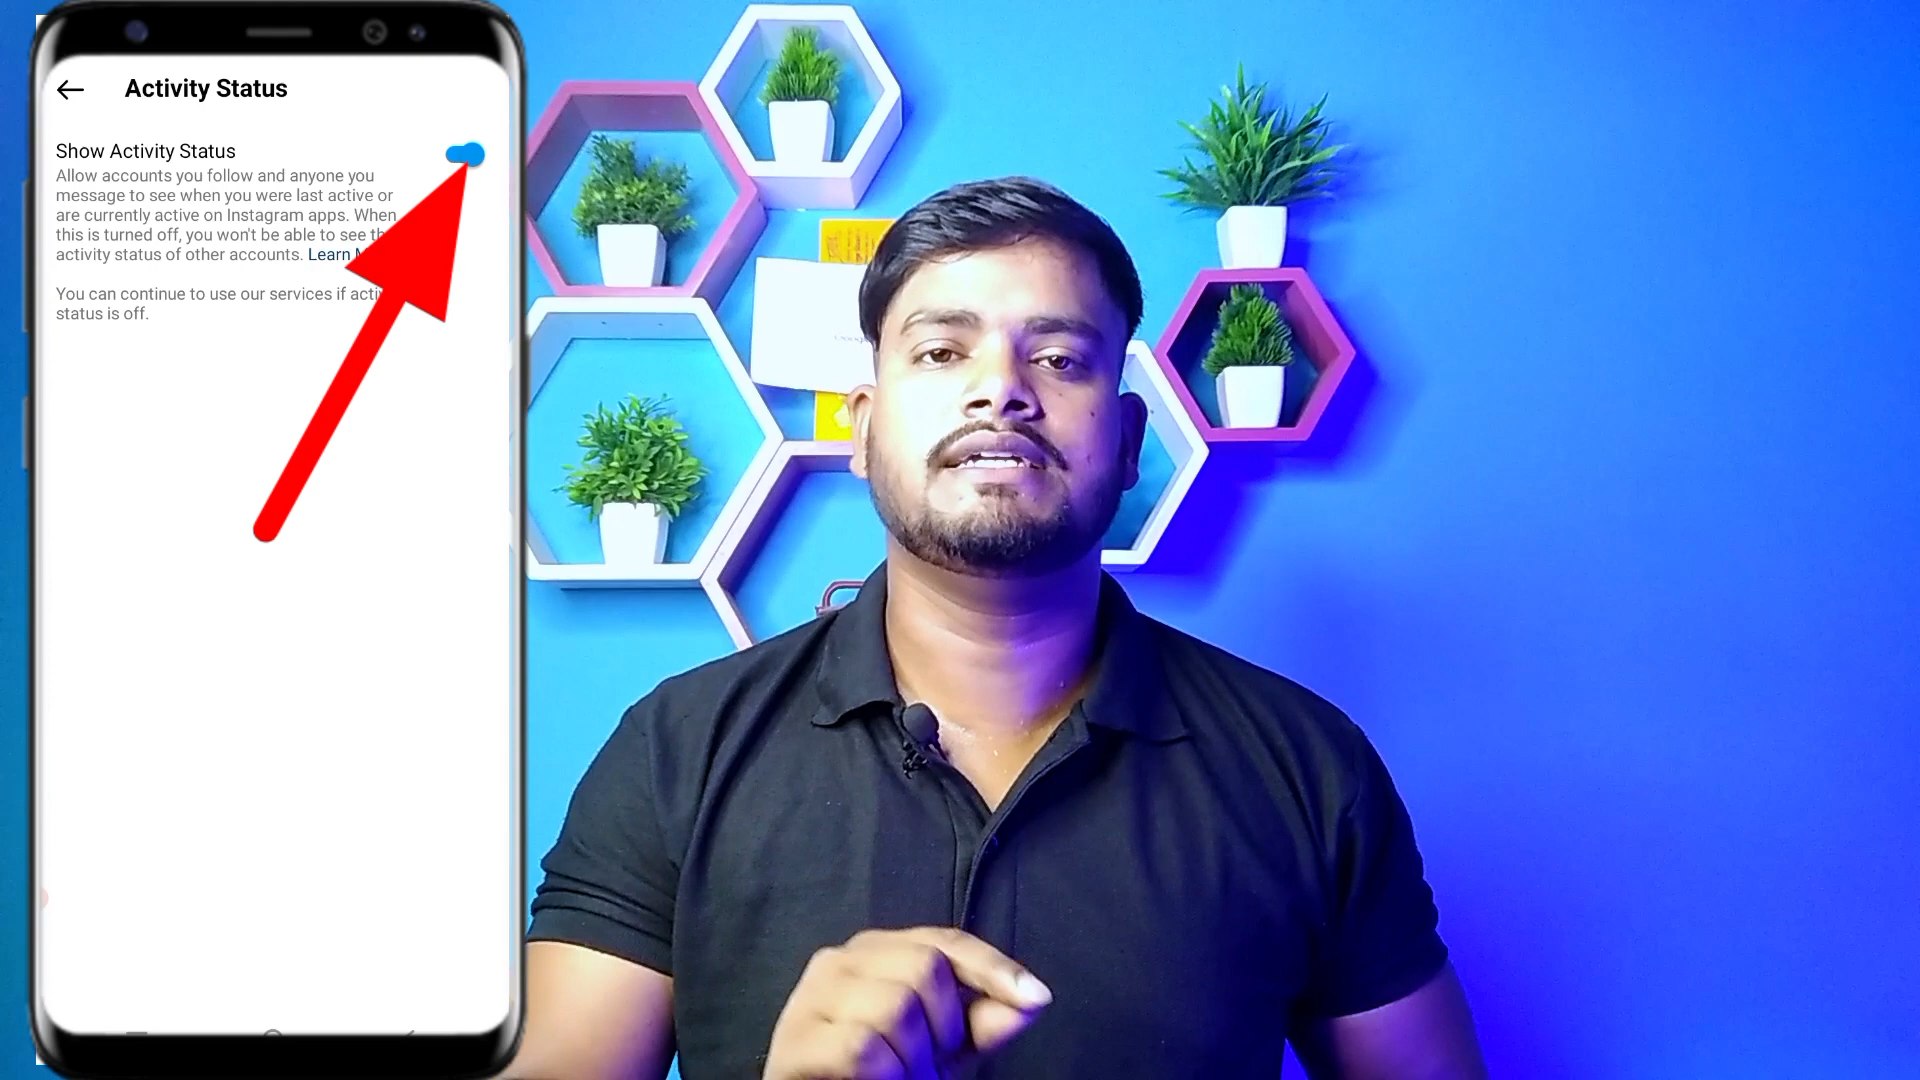 Activity Status
Show Activity Status
Allow accounts you follow and anyone you
message to see when you were last active or
are currently active on Instagram apps. When
this is turned off, you won't be able to see
activity status of other accounts. Learn
You can continue to use our services if
status is off.